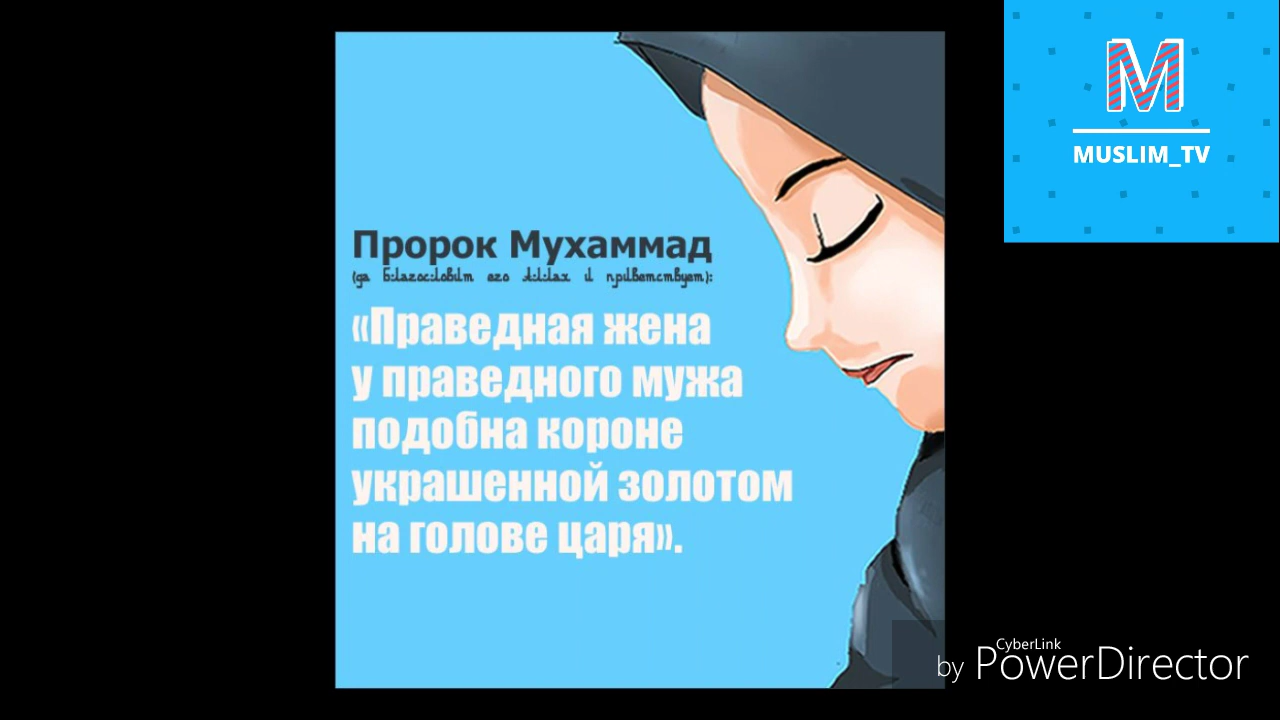 Пророк Мухаммад
(да благословит его Аллах и приветствует):
«Праведная жена
у праведного мужа
подобна короне
украшенной золотом
на голове царя».
M
MUSLIM_TV
CyberLink
by PowerDirector